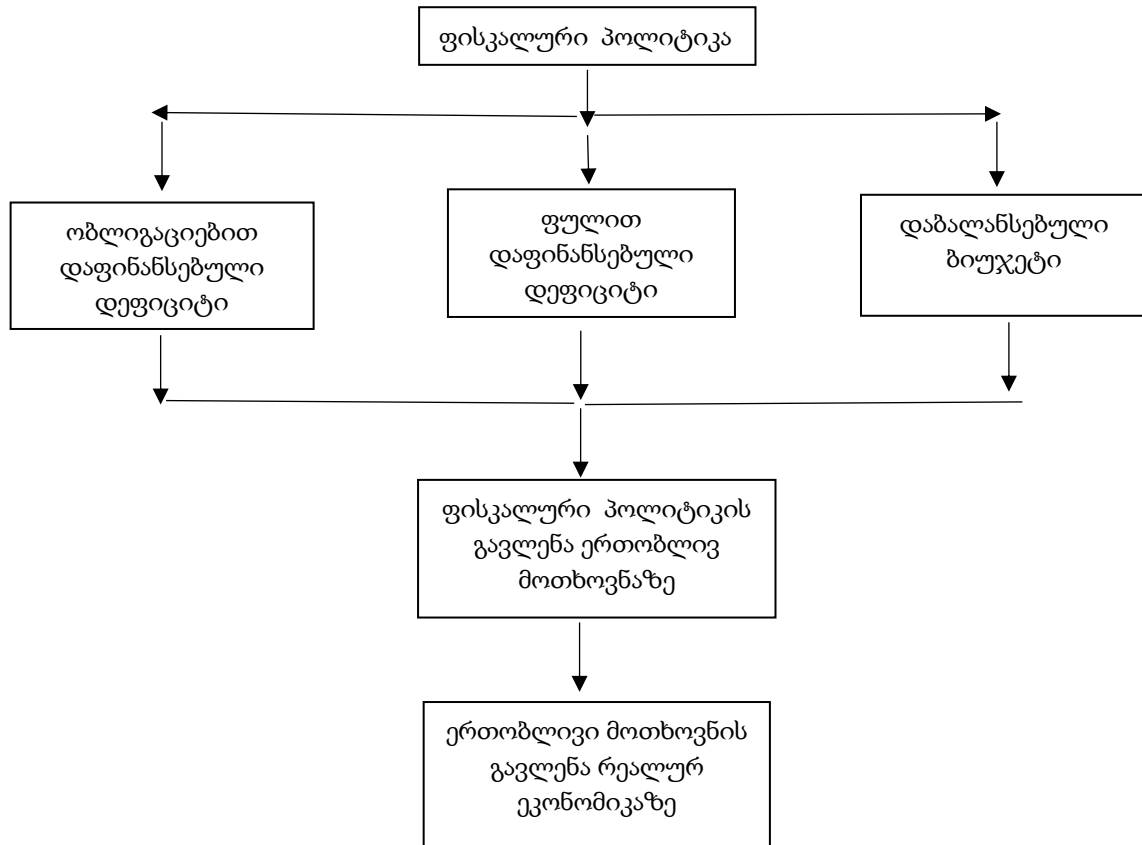 ფისკალური პოლიტიკა
ობლიგაციებით
დაფინანსებული
დეფიციტი
ფულით
დაფინანსებული
დეფიციტი
დაბალანსებული
ბიუჯეტი
ფისკალური პოლიტიკის
გავლენა ერთობლივ
მოთხოვნაზე
ერთობლივი მოთხოვნის
გავლენა რეალურ
ეკონომიკაზე